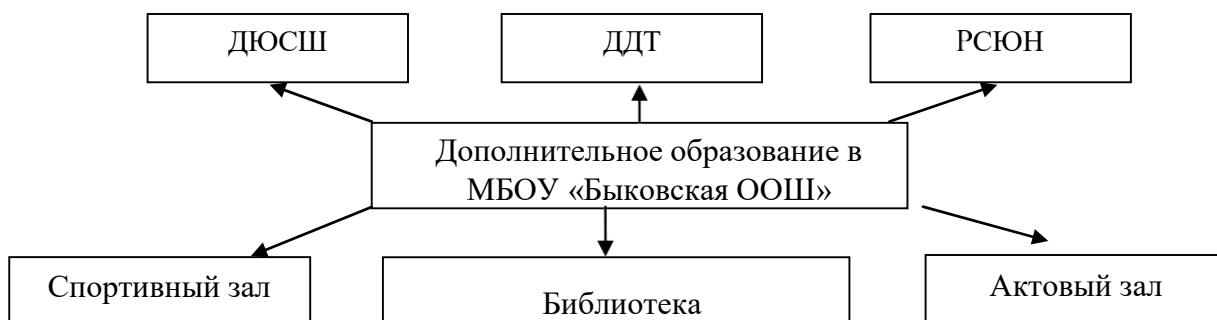 ДЮСШ
ДДТ
РСЮН
Дополнительное образование в
МБОУ «Быковская ООШ»
Спортивный зал
Библиотека
Актовый зал